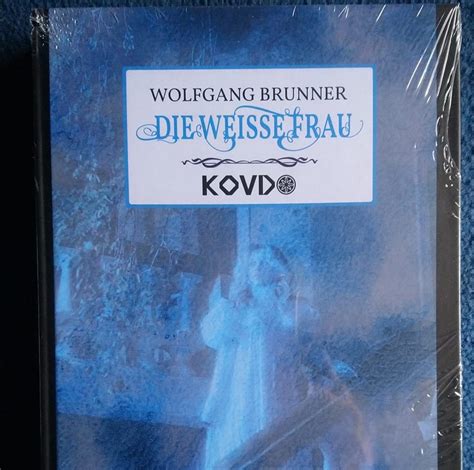 WOLFGANG BRUNNER
DIE WEISSE FRAU
KOVD